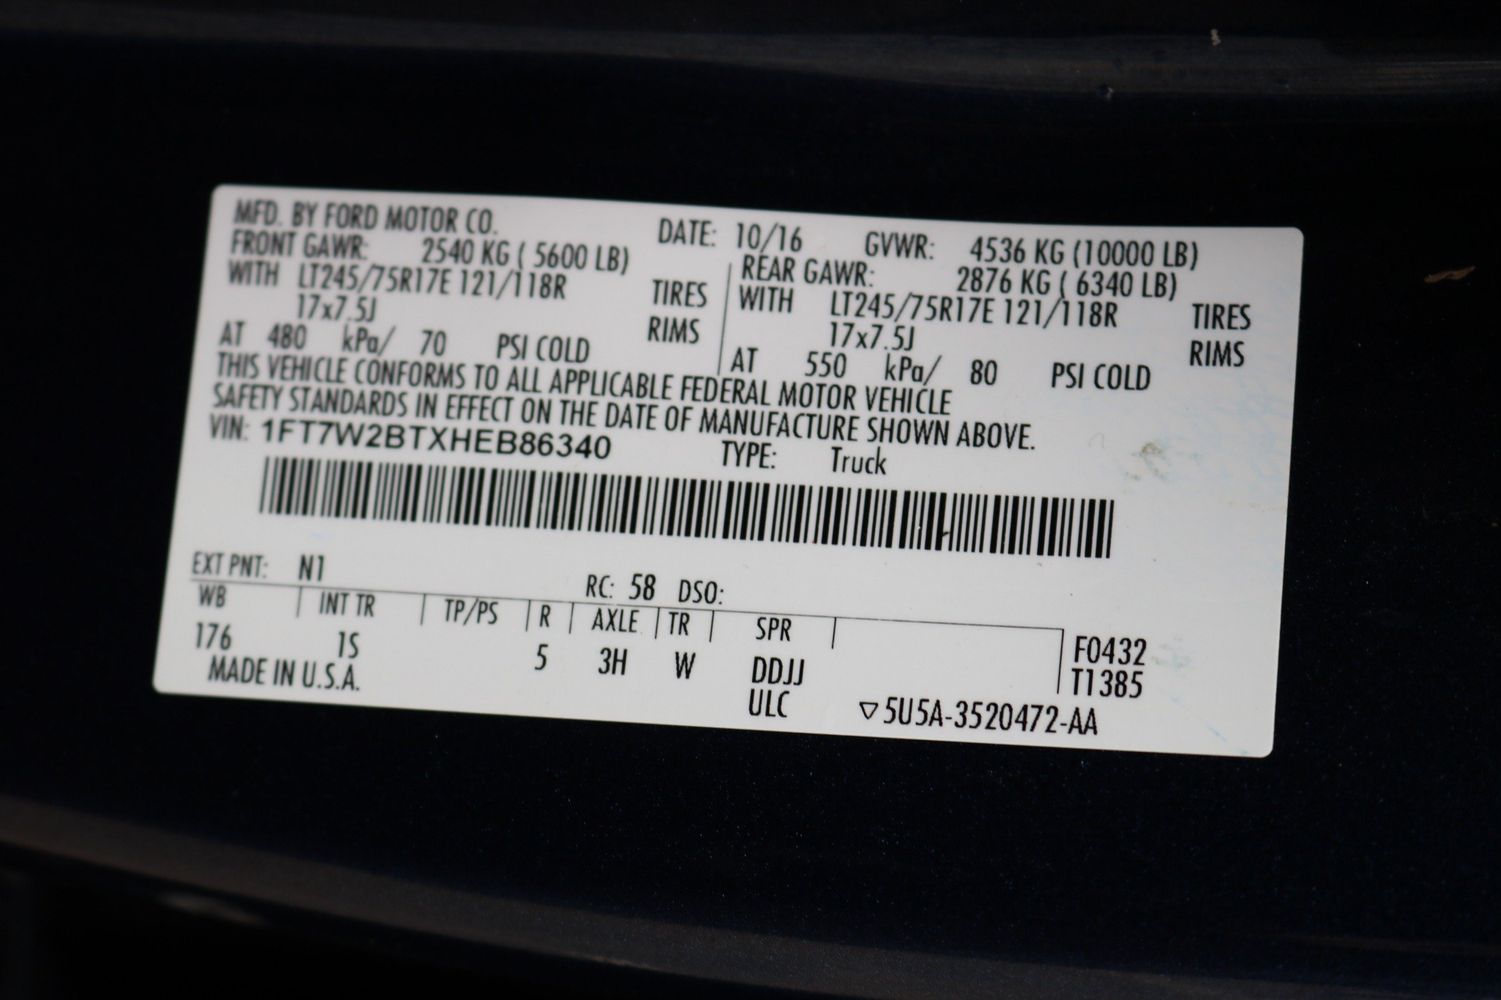 MFD. BY FORD MOTOR CO. DATE: 10/16 GVWR: 4536 KG (10000 LB)
FRONT GAWR: 2540 KG ( 5600 LB) REAR GAWR: 2876 KG ( 6340 LB)
WITH LT245/75R17E 121/118R TIRES WITH LT245/75R17E 121/118R TIRES
17x7.5J RIMS 17x7.5J RIMS
AT 480 kPa/ 70 PSI COLD AT 550 kPa/ 80 PSI COLD
THIS VEHICLE CONFORMS TO ALL APPLICABLE FEDERAL MOTOR VEHICLE
SAFETY STANDARDS IN EFFECT ON THE DATE OF MANUFACTURE SHOWN ABOVE.
VIN: 1FT7W2BTXHEB86340 TYPE: Truck
EXT PNT: N1 RC: 58 DSO:
WB INT TR TP/PS R AXLE TR SPR
176 1S 5 3H W DDJJ F0432
MADE IN U.S.A. ULC T1385
▽5U5A-3520472-AA